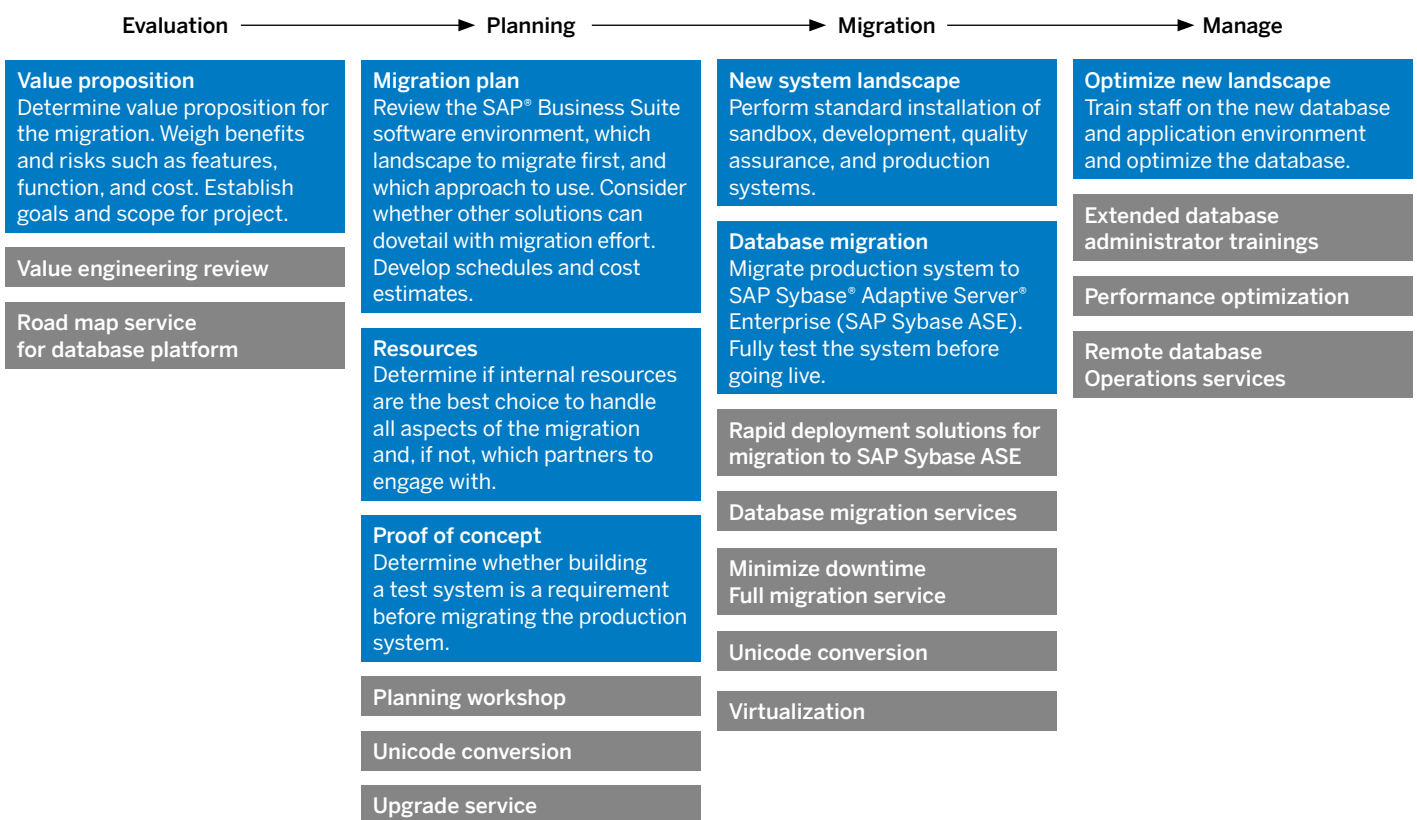 Evaluation
Planning
Migration
Manage
Value proposition
Determine value proposition for
the migration. Weigh benefits
and risks such as features,
function, and cost. Establish
goals and scope for project.
Value engineering review
Road map service
for database platform
Migration plan
Review the SAP® Business Suite
software environment, which
landscape to migrate first, and
which approach to use. Consider
whether other solutions can
dovetail with migration effort.
Develop schedules and cost
estimates.
Resources
Determine if internal resources
are the best choice to handle
all aspects of the migration
and, if not, which partners to
engage with.
Proof of concept
Determine whether building
a test system is a requirement
before migrating the production
system.
Planning workshop
Unicode conversion
Upgrade service
New system landscape
Perform standard installation of
sandbox, development, quality
assurance, and production
systems.
Database migration
Migrate production system to
SAP Sybase® Adaptive Server®
Enterprise (SAP Sybase ASE).
Fully test the system before
going live.
Rapid deployment solutions for
migration to SAP Sybase ASE
Database migration services
Minimize downtime
Full migration service
Unicode conversion
Virtualization
Optimize new landscape
Train staff on the new database
and application environment
and optimize the database.
Extended database
administrator trainings
Performance optimization
Remote database
Operations services